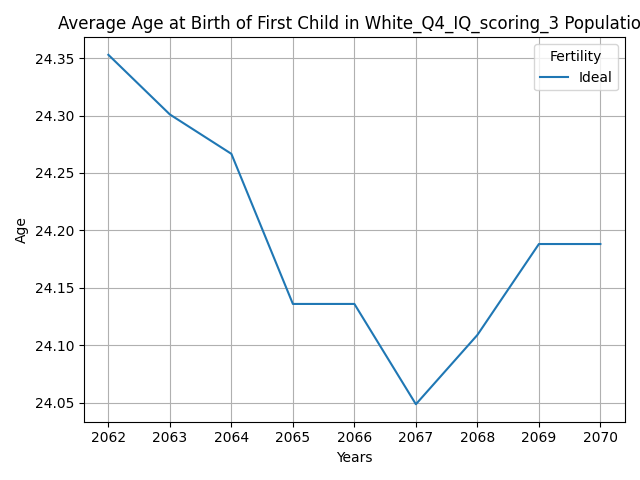 Average Age at Birth of First Child in White_Q4_IQ_scoring_3 Populatio
Fertility
Ideal
24.35
24.30
24.25
24.20
24.15
24.10
24.05
Age
2062 2063 2064 2065 2066 2067 2068 2069 2070
Years